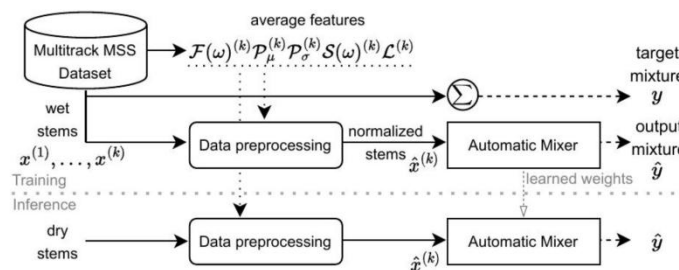 average features
Multitrack MSS
Dataset
F(ω)^(k) P_μ^(k) P_σ^(k) S(ω)^(k) L^(k)
target
mixture
y
Σ
wet
stems
x^(1), . . . , x^(k)
Data preprocessing
normalized
stems x̂^(k)
Automatic Mixer
output
mixture
ŷ
Training
learned weights
Inference
dry
stems
Data preprocessing
x̂^(k)
Automatic Mixer
ŷ